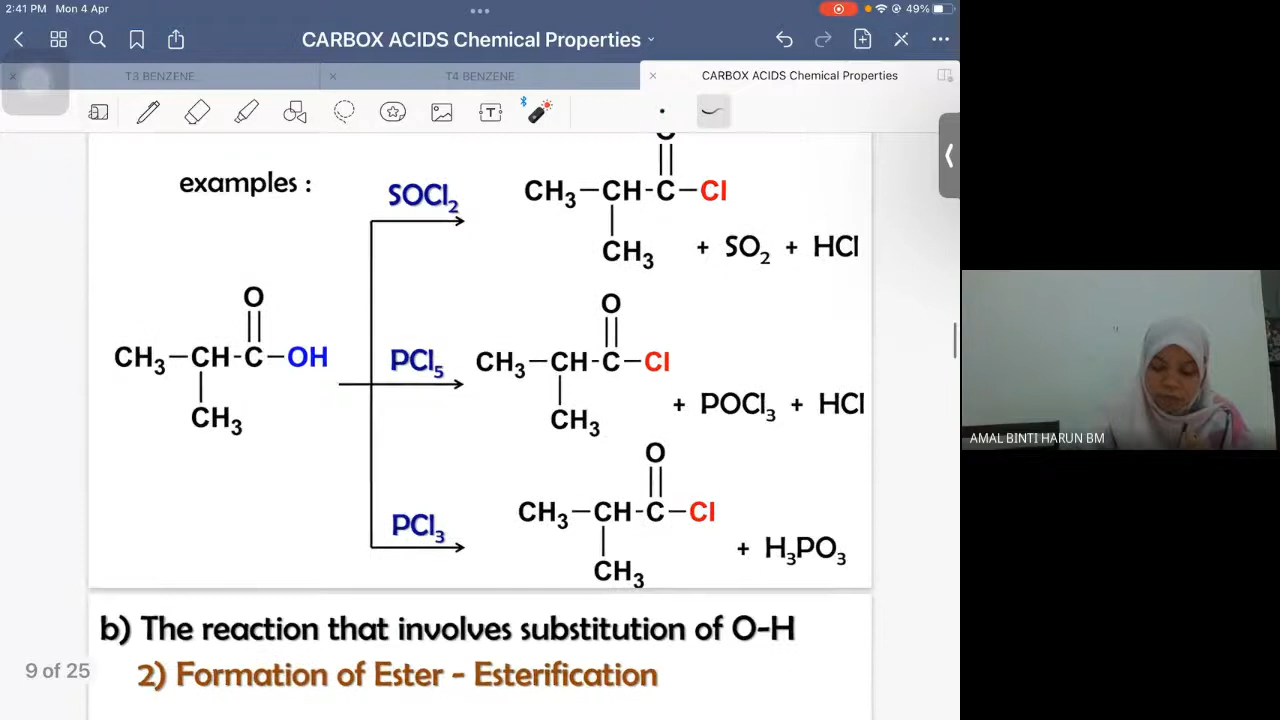 2:41 PM Mon 4 Apr
49%
CARBOX ACIDS Chemical Properties
T3 BENZENE
T4 BENZENE
CARBOX ACIDS Chemical Properties
examples :
SOCl₂
O
CH₃–CH-C–Cl
CH₃
+ SO₂ + HCl
O
CH₃–CH-C–OH
CH₃
PCl₅
O
CH₃–CH-C–Cl
CH₃
+ POCl₃ + HCl
PCl₃
O
CH₃–CH-C–Cl
CH₃
+ H₃PO₃
b) The reaction that involves substitution of O-H
2) Formation of Ester - Esterification
9 of 25
AMAL BINTI HARUN BM